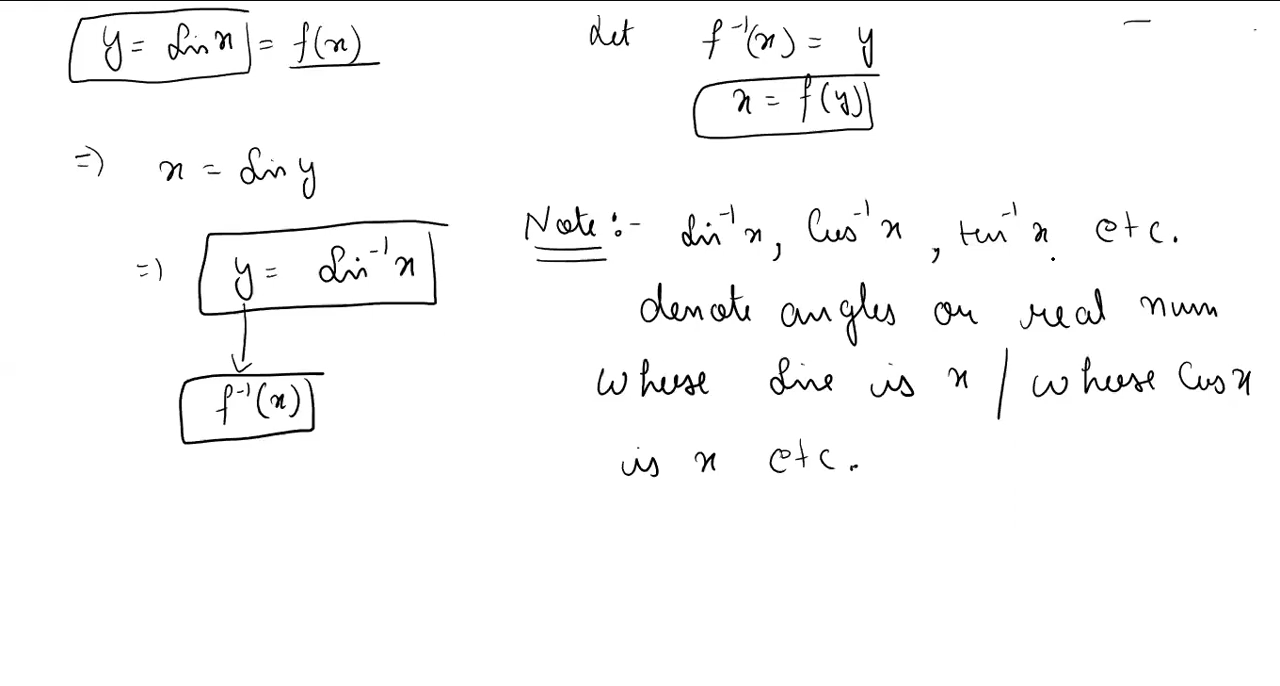 y = sin x = f(x)
⇒ x = sin y
⇒ y = sin⁻¹ x
f⁻¹(x)
Let f⁻¹(x) = y
x = f(y)
Note :- sin⁻¹ x, cos⁻¹ x, tan⁻¹ x etc.
denote angles or real num
whose sine is x / whose cos x
is x etc.